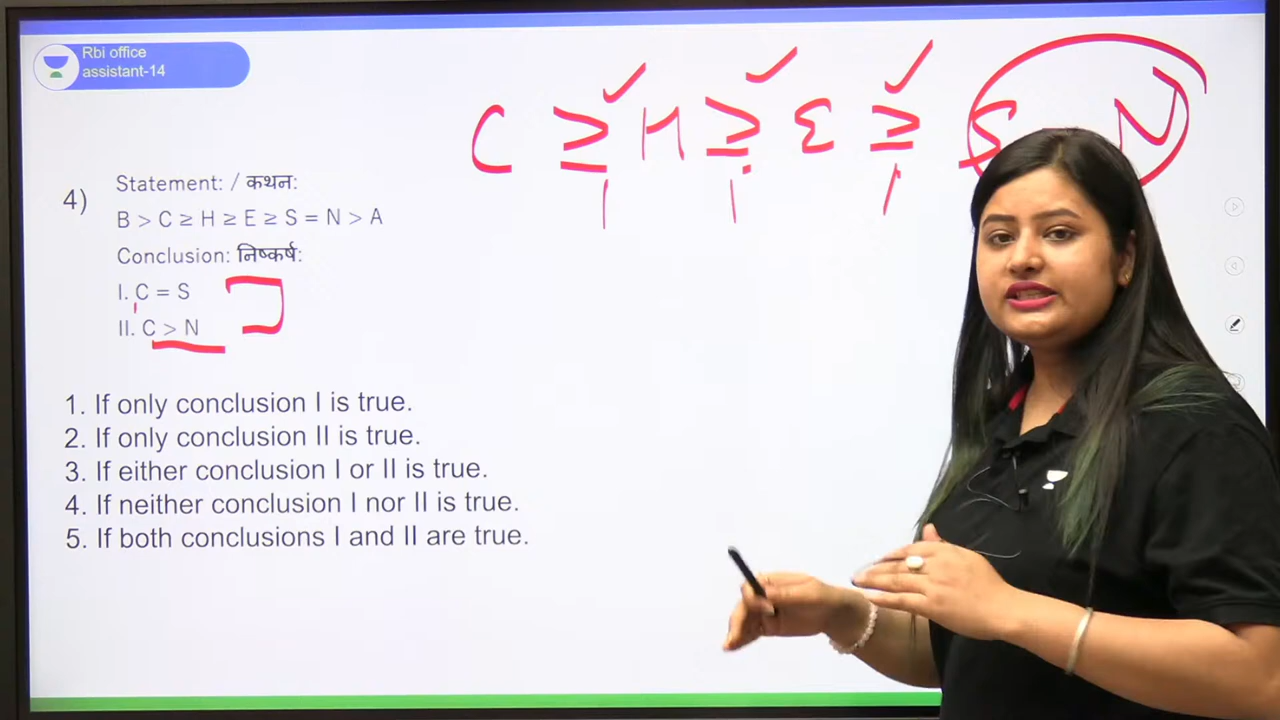 Rbi office
assistant-14
C ≥ H ≥ E ≥ S N
4)
Statement: / कथन:
B > C ≥ H ≥ E ≥ S = N > A
Conclusion: निष्कर्ष:
I. C = S
II. C > N
1. If only conclusion I is true.
2. If only conclusion II is true.
3. If either conclusion I or II is true.
4. If neither conclusion I nor II is true.
5. If both conclusions I and II are true.